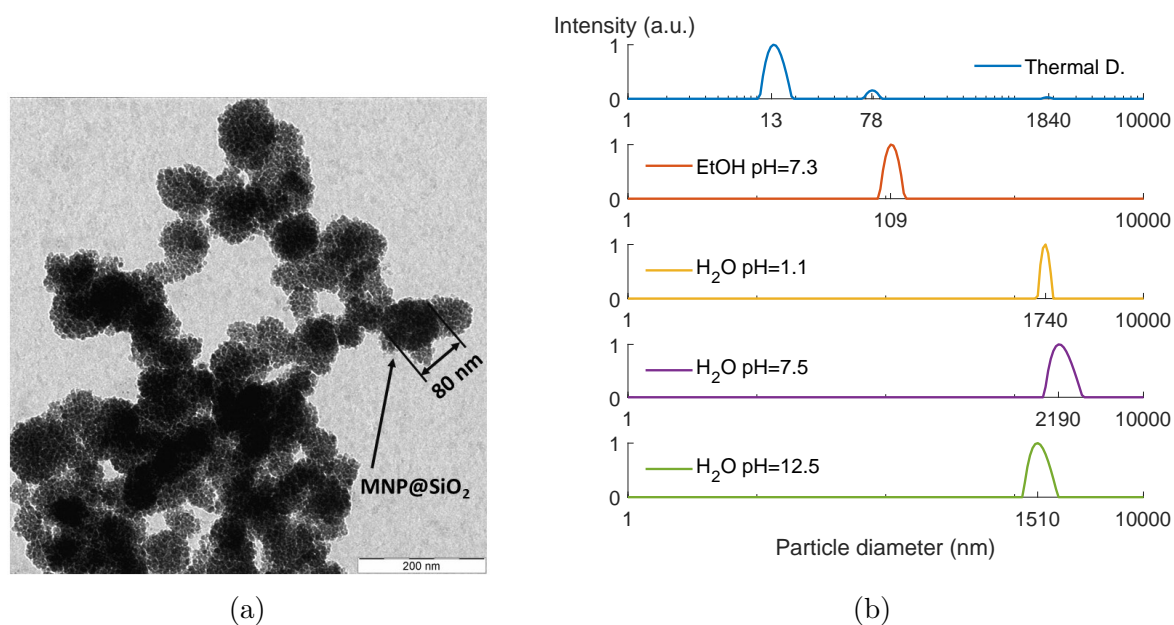 80 nm
MNP@SiO₂
200 nm
(a)
Intensity (a.u.)
1
0
Thermal D.
1
13
78
1840
10000
1
0
EtOH pH=7.3
1
109
10000
1
0
H₂O pH=1.1
1
1740
10000
1
0
H₂O pH=7.5
1
2190
10000
1
0
H₂O pH=12.5
1
1510
10000
Particle diameter (nm)
(b)